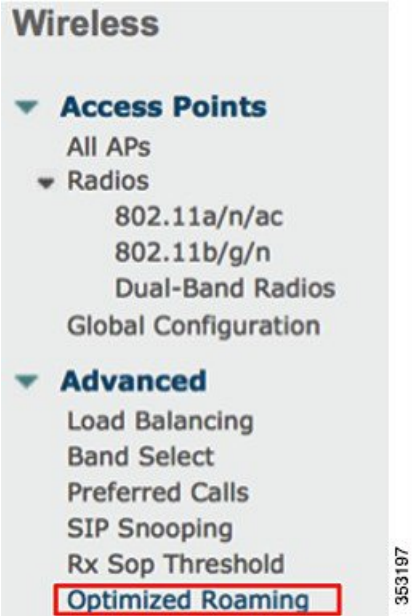 Wireless
Access Points
All APs
Radios
802.11a/n/ac
802.11b/g/n
Dual-Band Radios
Global Configuration
Advanced
Load Balancing
Band Select
Preferred Calls
SIP Snooping
Rx Sop Threshold
Optimized Roaming
353197